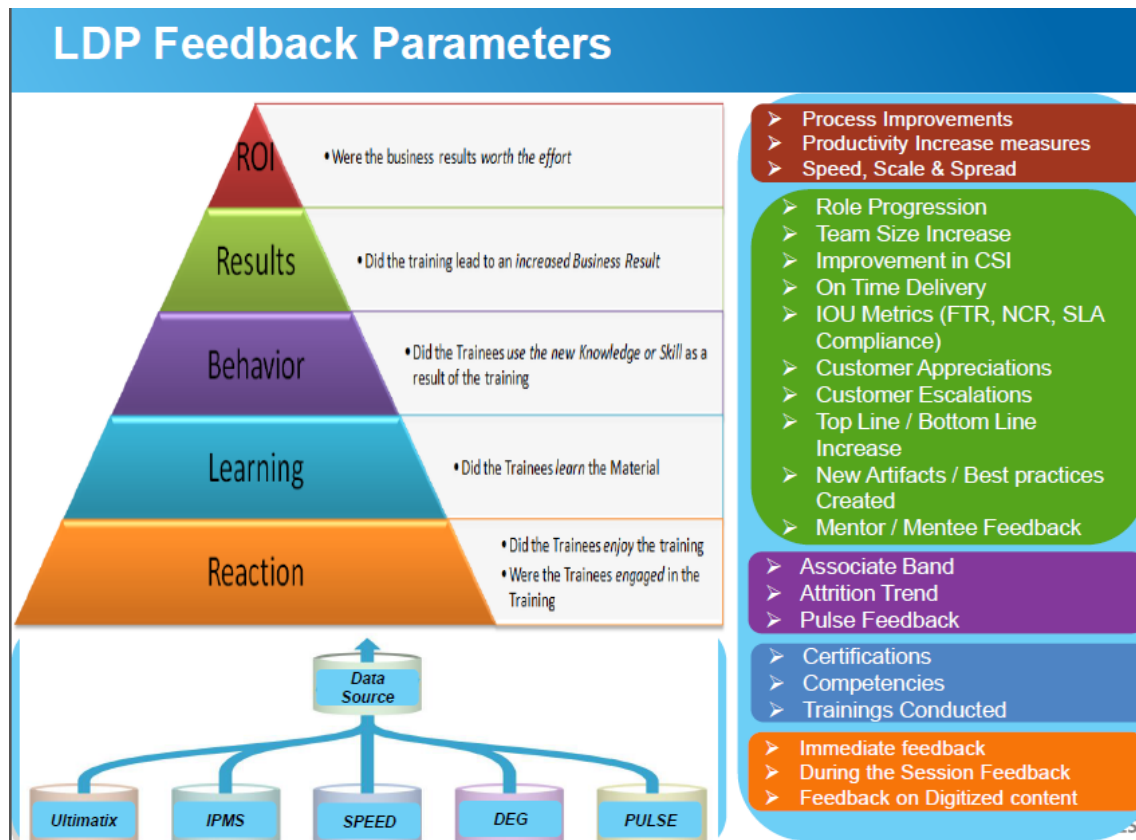 LDP Feedback Parameters
ROI
• Were the business results worth the effort
Results
• Did the training lead to an increased Business Result
Behavior
• Did the Trainees use the new Knowledge or Skill as a
result of the training
Learning
• Did the Trainees learn the Material
Reaction
• Did the Trainees enjoy the training
• Were the Trainees engaged in the
Training
Data
Source
Ultimatix
IPMS
SPEED
DEG
PULSE
➢ Process Improvements
➢ Productivity Increase measures
➢ Speed, Scale & Spread
➢ Role Progression
➢ Team Size Increase
➢ Improvement in CSI
➢ On Time Delivery
➢ IOU Metrics (FTR, NCR, SLA
Compliance)
➢ Customer Appreciations
➢ Customer Escalations
➢ Top Line / Bottom Line
Increase
➢ New Artifacts / Best practices
Created
➢ Mentor / Mentee Feedback
➢ Associate Band
➢ Attrition Trend
➢ Pulse Feedback
➢ Certifications
➢ Competencies
➢ Trainings Conducted
➢ Immediate feedback
➢ During the Session Feedback
➢ Feedback on Digitized content